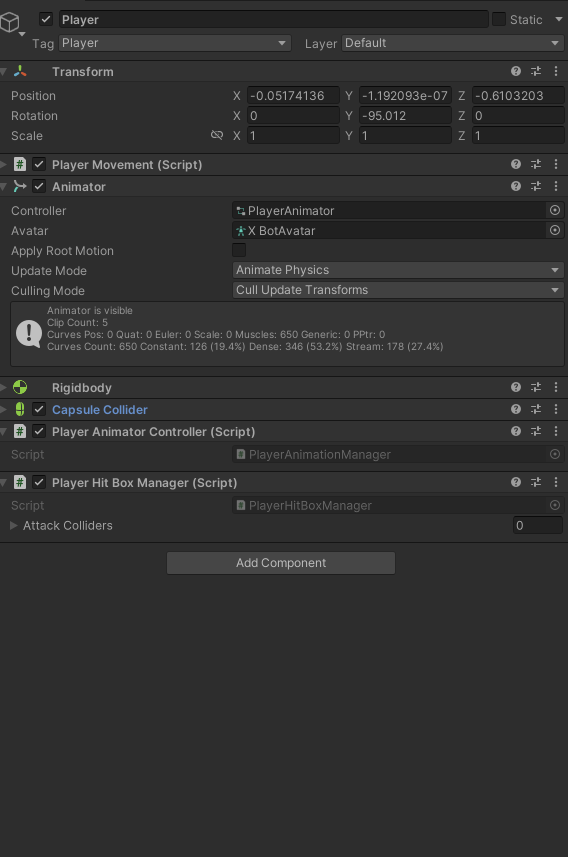 Player Static
Tag Player Layer Default
Transform
Position X -0.05174136 Y -1.192093e-07 Z -0.6103203
Rotation X 0 Y -95.012 Z 0
Scale X 1 Y 1 Z 1
Player Movement (Script)
Animator
Controller PlayerAnimator
Avatar X BotAvatar
Apply Root Motion
Update Mode Animate Physics
Culling Mode Cull Update Transforms
Animator is visible
Clip Count: 5
Curves Pos: 0 Quat: 0 Euler: 0 Scale: 0 Muscles: 650 Generic: 0 PPtr: 0
Curves Count: 650 Constant: 126 (19.4%) Dense: 346 (53.2%) Stream: 178 (27.4%)
Rigidbody
Capsule Collider
Player Animator Controller (Script)
Script # PlayerAnimationManager
Player Hit Box Manager (Script)
Script # PlayerHitBoxManager
Attack Colliders 0
Add Component